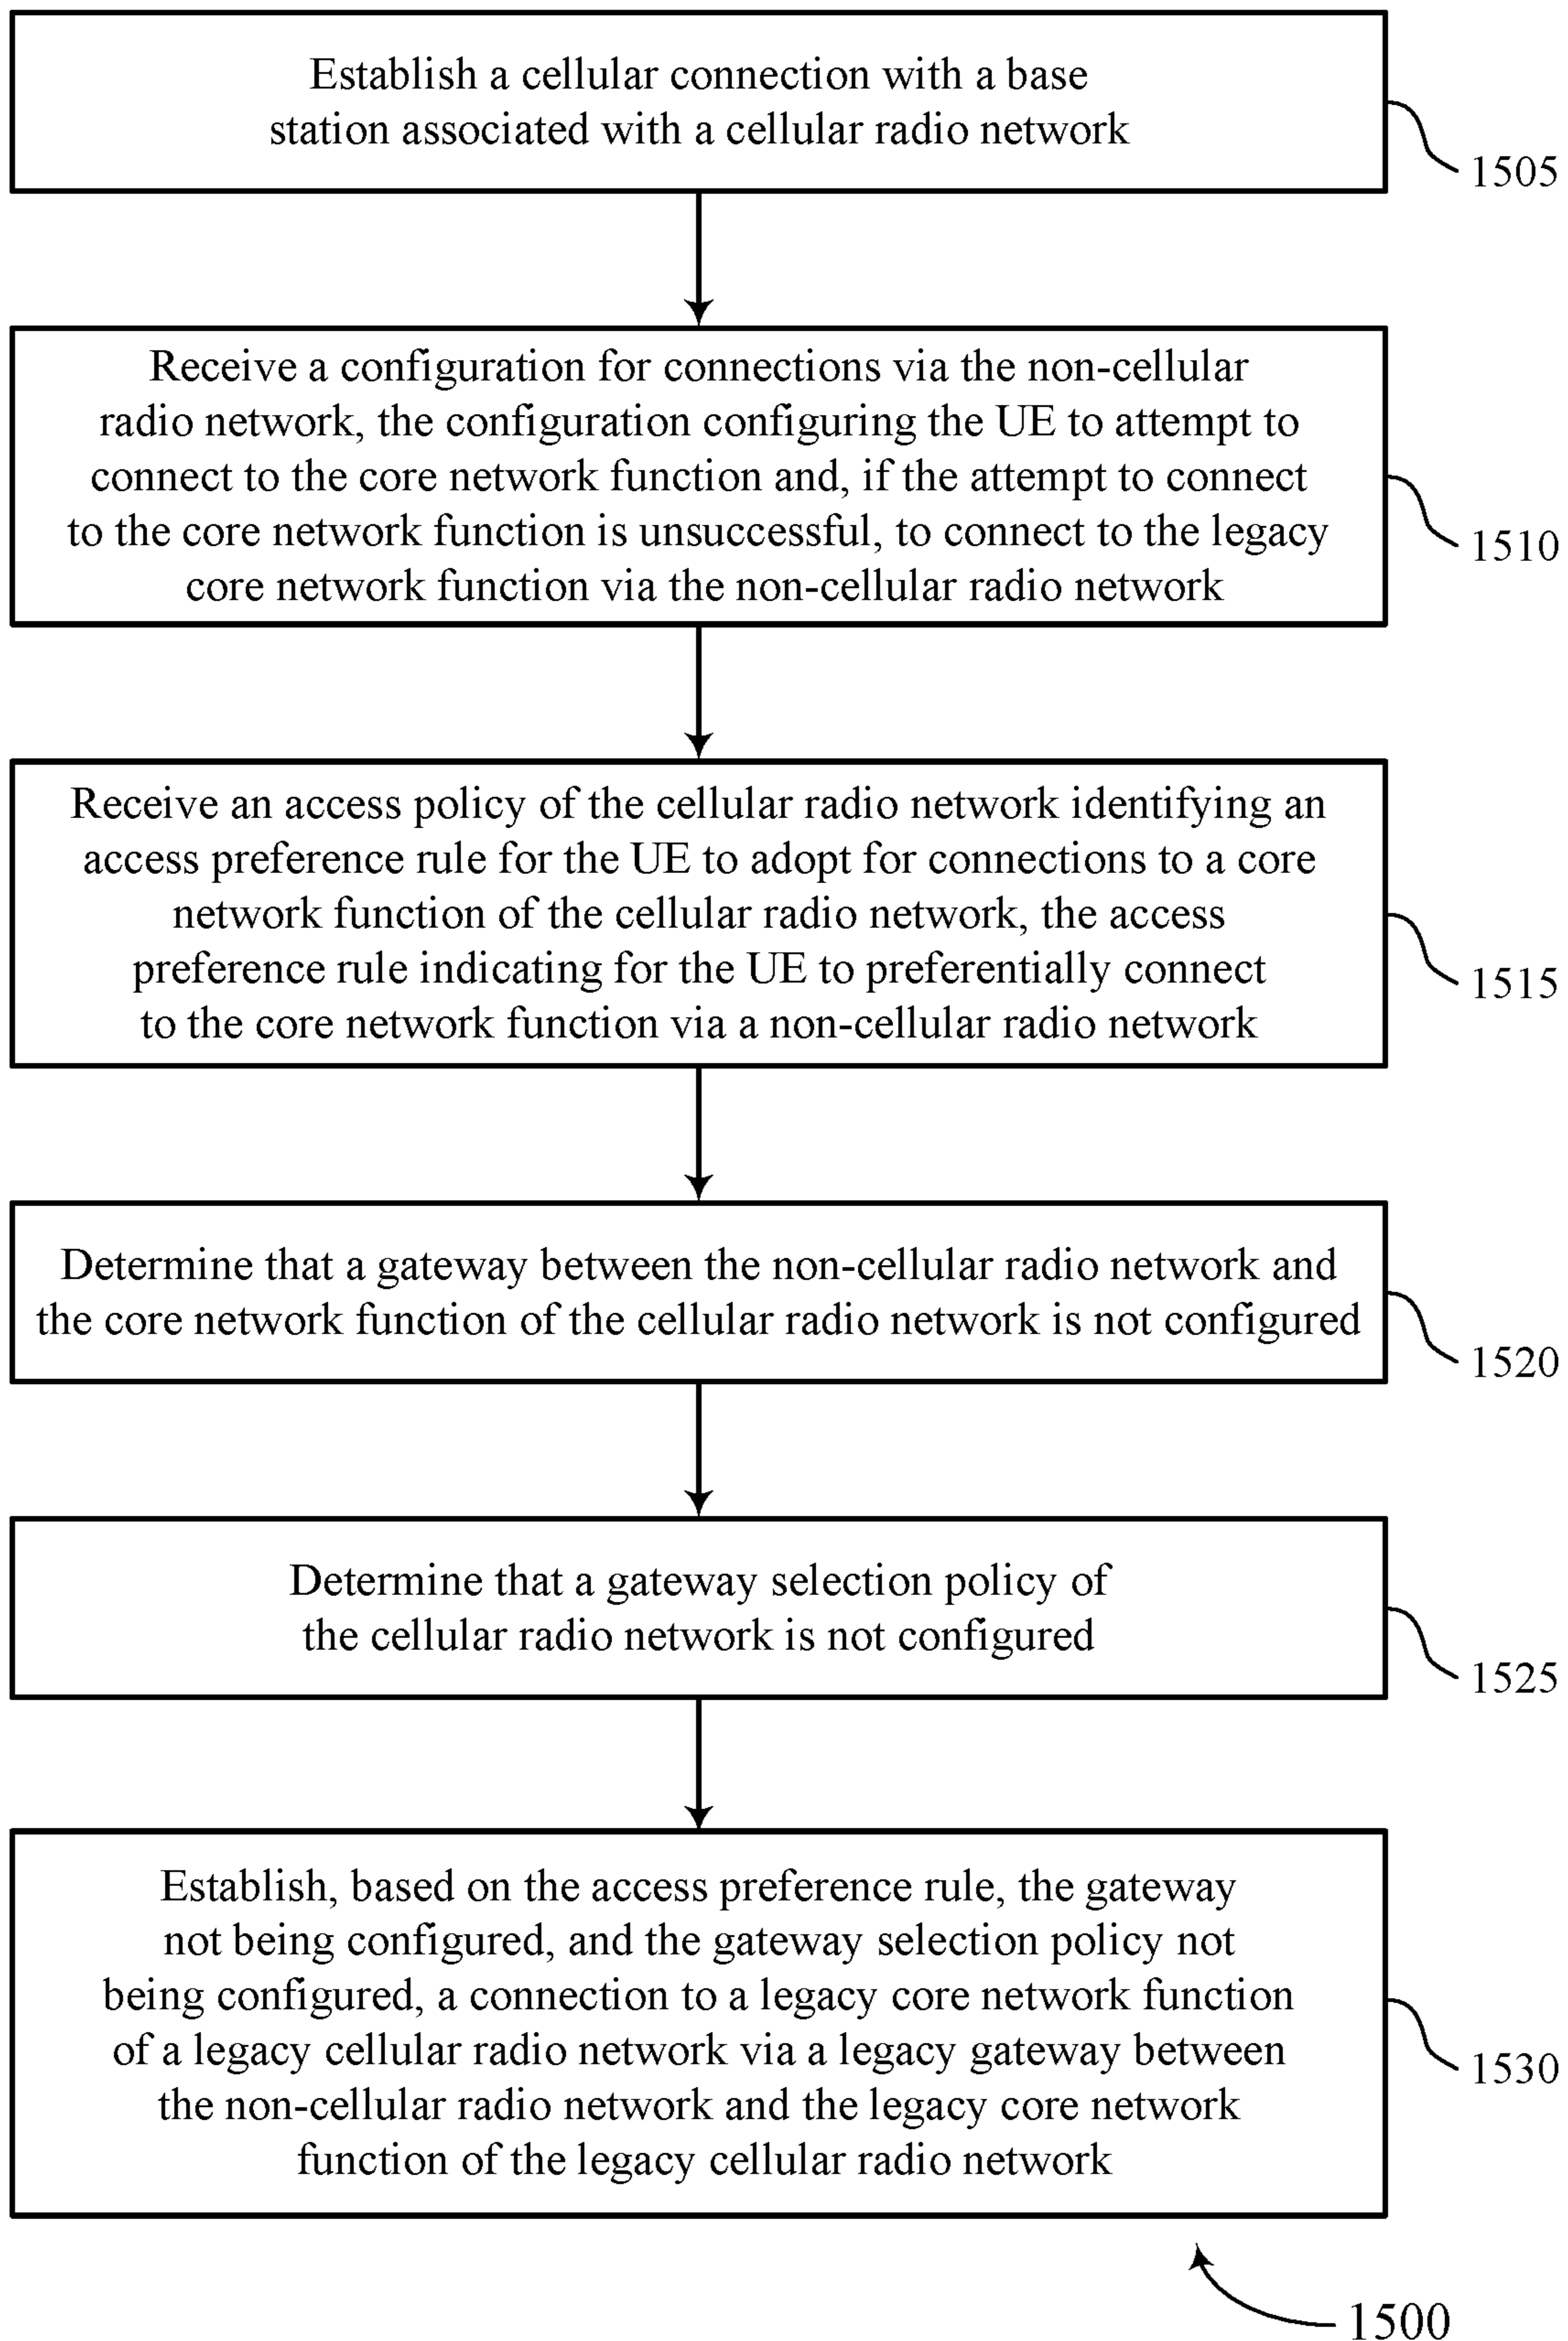 Establish a cellular connection with a base
station associated with a cellular radio network
1505
Receive a configuration for connections via the non-cellular
radio network, the configuration configuring the UE to attempt to
connect to the core network function and, if the attempt to connect
to the core network function is unsuccessful, to connect to the legacy
core network function via the non-cellular radio network
1510
Receive an access policy of the cellular radio network identifying an
access preference rule for the UE to adopt for connections to a core
network function of the cellular radio network, the access
preference rule indicating for the UE to preferentially connect
to the core network function via a non-cellular radio network
1515
Determine that a gateway between the non-cellular radio network and
the core network function of the cellular radio network is not configured
1520
Determine that a gateway selection policy of
the cellular radio network is not configured
1525
Establish, based on the access preference rule, the gateway
not being configured, and the gateway selection policy not
being configured, a connection to a legacy core network function
of a legacy cellular radio network via a legacy gateway between
the non-cellular radio network and the legacy core network
function of the legacy cellular radio network
1530
1500